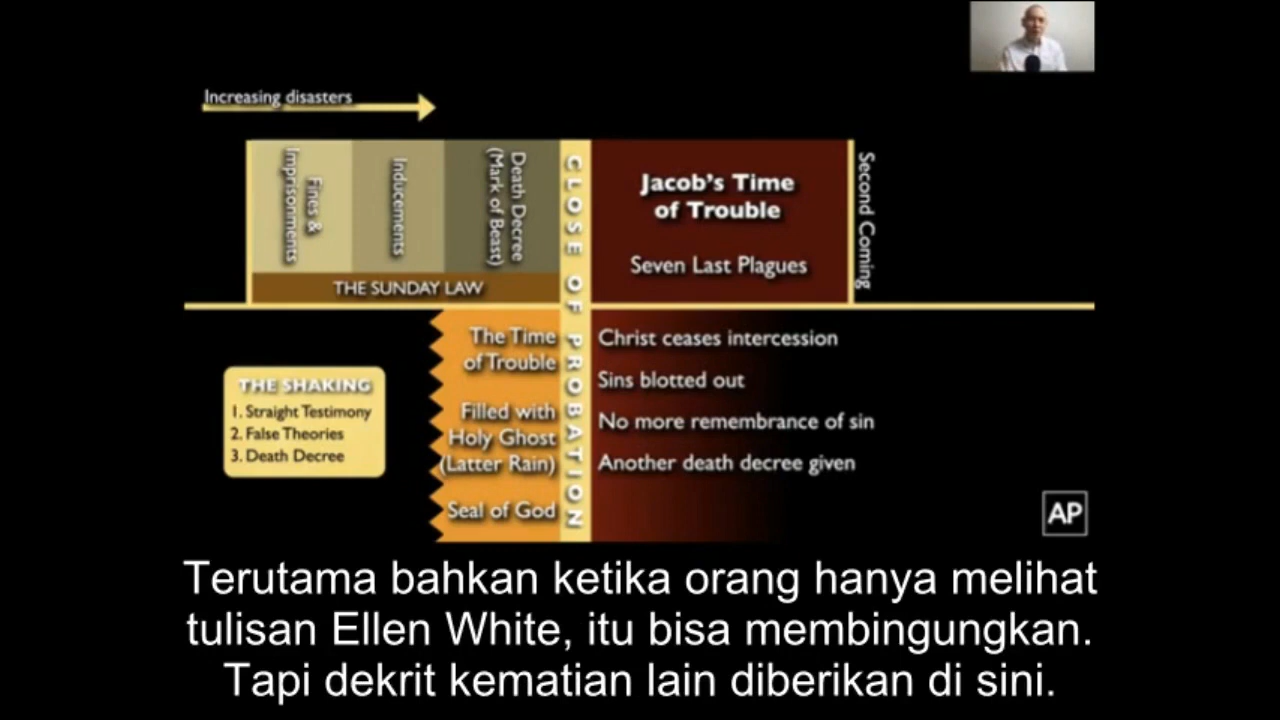 Increasing disasters
Fines &
Imprisonments
Inducements
Death Decree
(Mark of Beast)
CLOSE OF PROBATION
Jacob's Time
of Trouble
Seven Last Plagues
Second Coming
THE SUNDAY LAW
THE SHAKING
1. Straight Testimony
2. False Theories
3. Death Decree
The Time
of Trouble
Filled with
Holy Ghost
(Latter Rain)
Seal of God
Christ ceases intercession
Sins blotted out
No more remembrance of sin
Another death decree given
AP
Terutama bahkan ketika orang hanya melihat
tulisan Ellen White, itu bisa membingungkan.
Tapi dekrit kematian lain diberikan di sini.